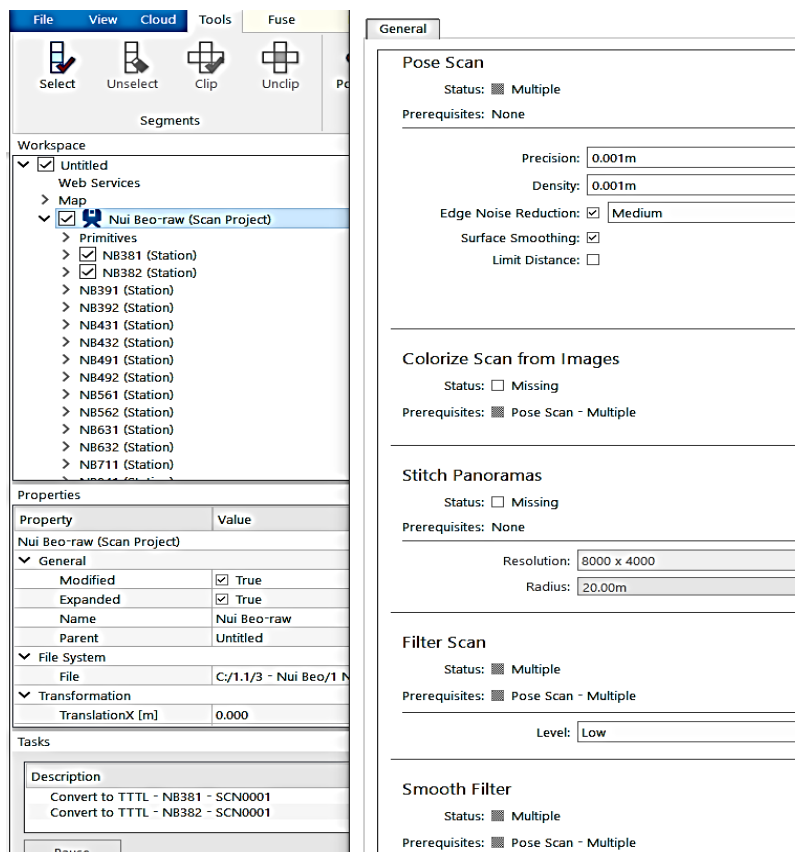 File View Cloud Tools Fuse
Select Unselect Clip Unclip
Segments
Workspace
Untitled
Web Services
Map
Nui Beo-raw (Scan Project)
Primitives
NB381 (Station)
NB382 (Station)
NB391 (Station)
NB392 (Station)
NB431 (Station)
NB432 (Station)
NB491 (Station)
NB492 (Station)
NB561 (Station)
NB562 (Station)
NB631 (Station)
NB632 (Station)
NB711 (Station)
Properties
Property Value
Nui Beo-raw (Scan Project)
General
Modified True
Expanded True
Name Nui Beo-raw
Parent Untitled
File System
File C:/1.1/3 - Nui Beo/1 N
Transformation
TranslationX [m] 0.000
Tasks
Description
Convert to TTTL - NB381 - SCN0001
Convert to TTTL - NB382 - SCN0001
General
Pose Scan
Status: Multiple
Prerequisites: None
Precision: 0.001m
Density: 0.001m
Edge Noise Reduction: Medium
Surface Smoothing:
Limit Distance:
Colorize Scan from Images
Status: Missing
Prerequisites: Pose Scan - Multiple
Stitch Panoramas
Status: Missing
Prerequisites: None
Resolution: 8000 x 4000
Radius: 20.00m
Filter Scan
Status: Multiple
Prerequisites: Pose Scan - Multiple
Level: Low
Smooth Filter
Status: Multiple
Prerequisites: Pose Scan - Multiple